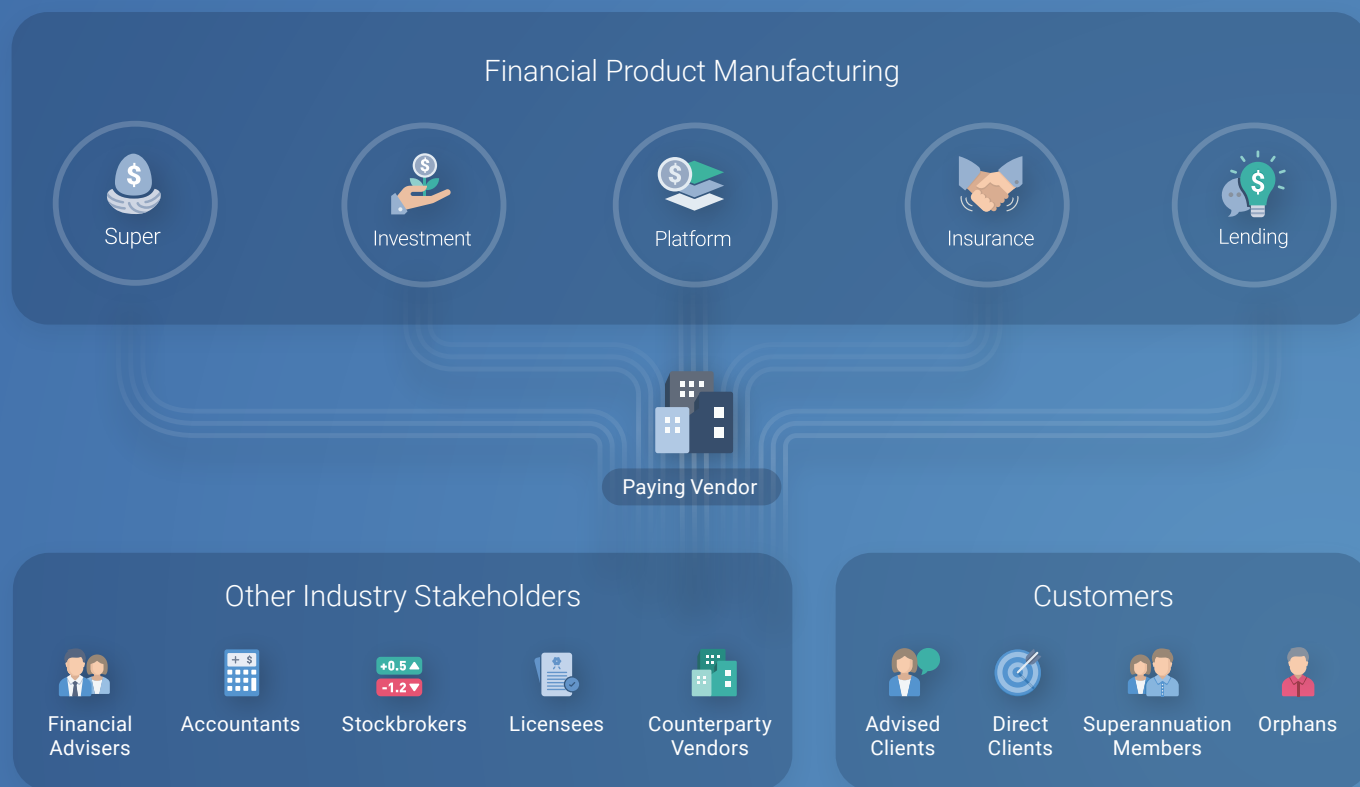 Financial Product Manufacturing
$
$
$
$
Super
Investment
Platform
Insurance
Lending
Paying Vendor
Other Industry Stakeholders
Customers
+ $
+0.5 ▲
-1.2 ▼
Financial
Advisers
Accountants
Stockbrokers
Licensees
Counterparty
Vendors
Advised
Clients
Direct
Clients
Superannuation
Members
Orphans